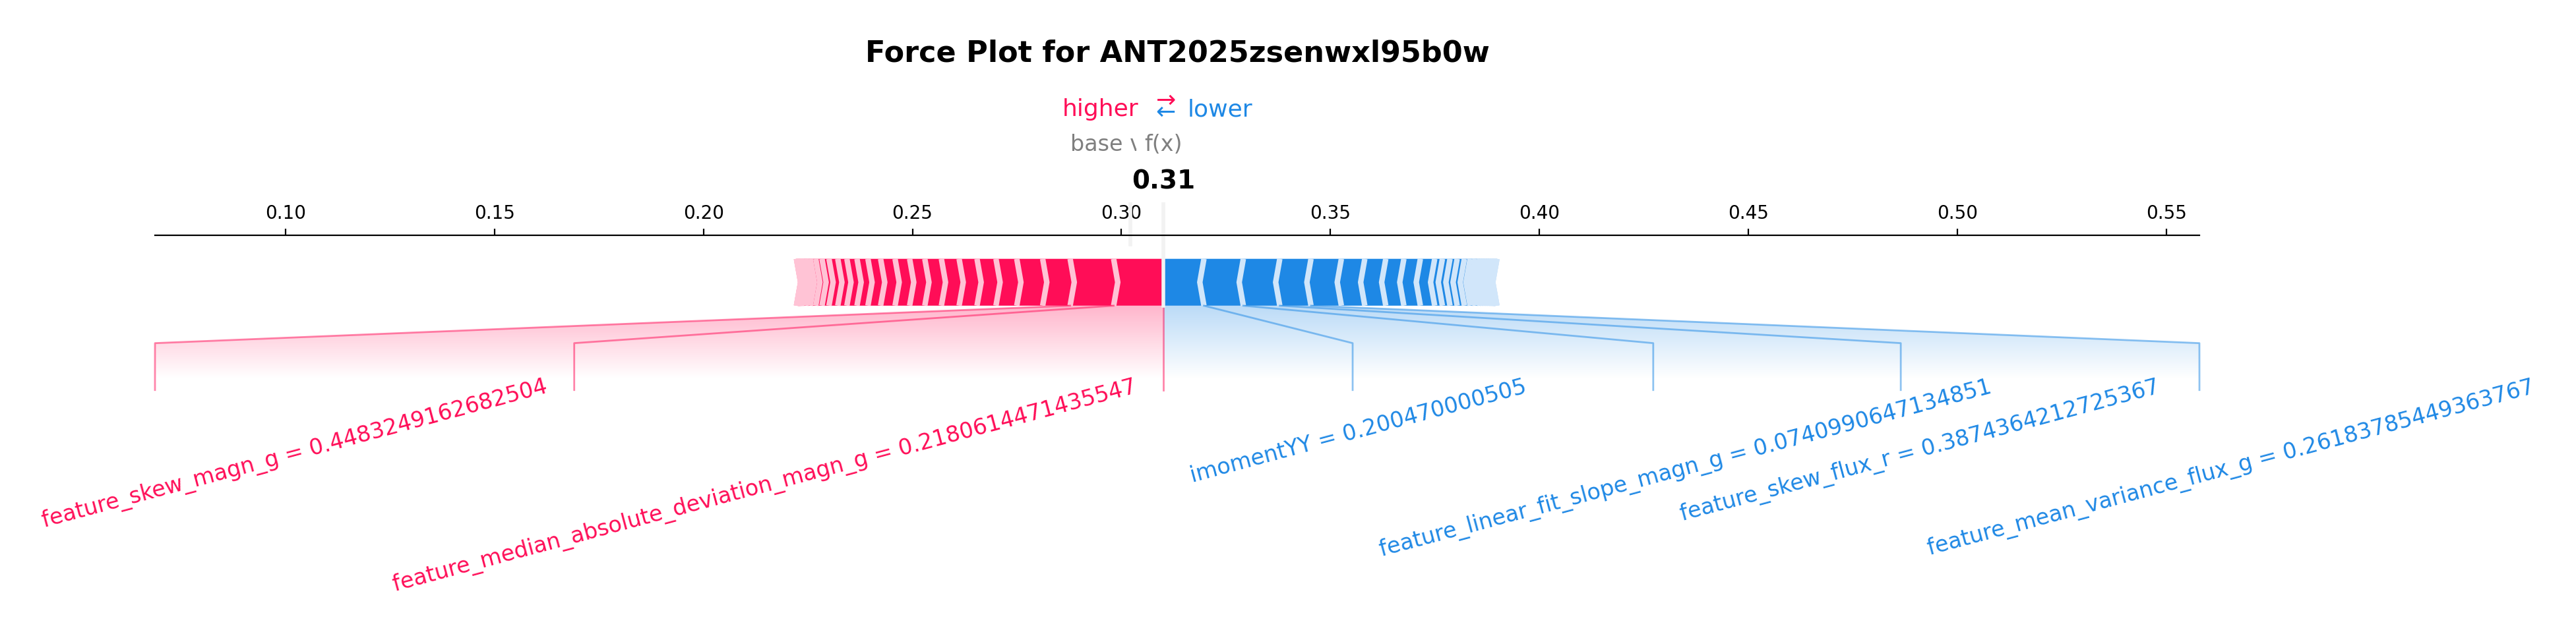 Force Plot for ANT2025zsenwxl95b0w
higher ⇄ lower
base \ f(x)
0.31
0.10 0.15 0.20 0.25 0.30 0.35 0.40 0.45 0.50 0.55
feature_skew_magn_g = 0.4483249162682504
feature_median_absolute_deviation_magn_g = 0.2180614471435547
imomentYY = 0.200470000505
feature_linear_fit_slope_magn_g = 0.0740990647134851
feature_skew_flux_r = 0.3874364212725367
feature_mean_variance_flux_g = 0.26183785449363767